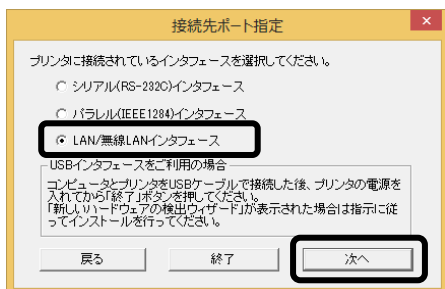 接続先ポート指定
プリンタに接続されているインタフェースを選択してください。
シリアル(RS-232C)インタフェース
パラレル(IEEE1284)インタフェース
LAN/無線LANインタフェース
USBインタフェースをご利用の場合
コンピュータとプリンタをUSBケーブルで接続した後、プリンタの電源を
入れてから「終了」ボタンを押してください。
「新しいハードウェアの検出ウィザード」が表示された場合は指示に従
ってインストールを行ってください。
戻る
終了
次へ